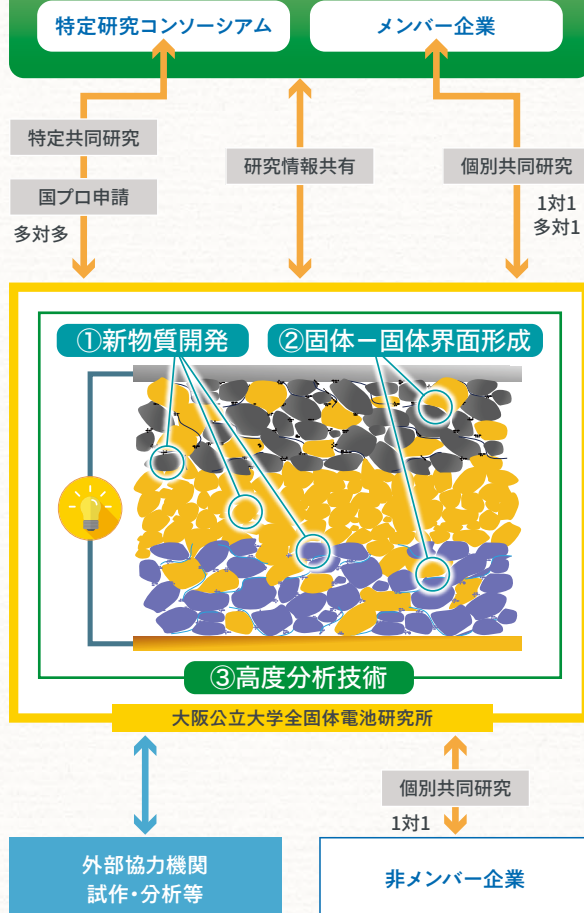 特定研究コンソーシアム
メンバー企業
特定共同研究
国プロ申請
多対多
研究情報共有
個別共同研究
1対1
多対1
①新物質開発
②固体－固体界面形成
③高度分析技術
大阪公立大学全固体電池研究所
個別共同研究
1対1
外部協力機関
試作・分析等
非メンバー企業